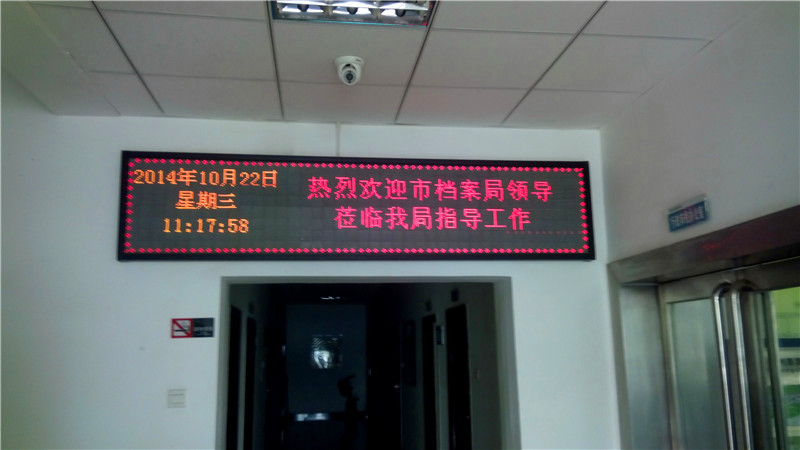 2014年10月22日
星期三
11:17:58
热烈欢迎市档案局领导
莅临我局指导工作